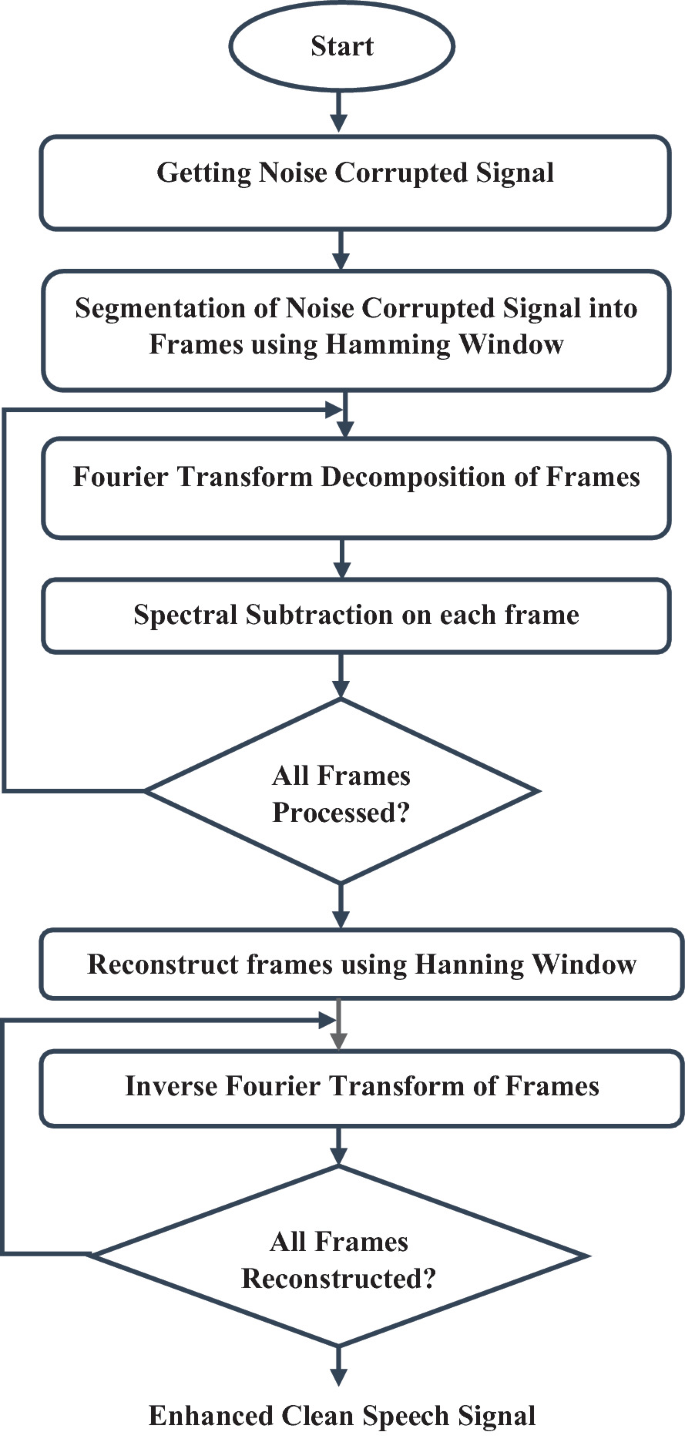 Start
Getting Noise Corrupted Signal
Segmentation of Noise Corrupted Signal into
Frames using Hamming Window
Fourier Transform Decomposition of Frames
Spectral Subtraction on each frame
All Frames
Processed?
Reconstruct frames using Hanning Window
Inverse Fourier Transform of Frames
All Frames
Reconstructed?
Enhanced Clean Speech Signal